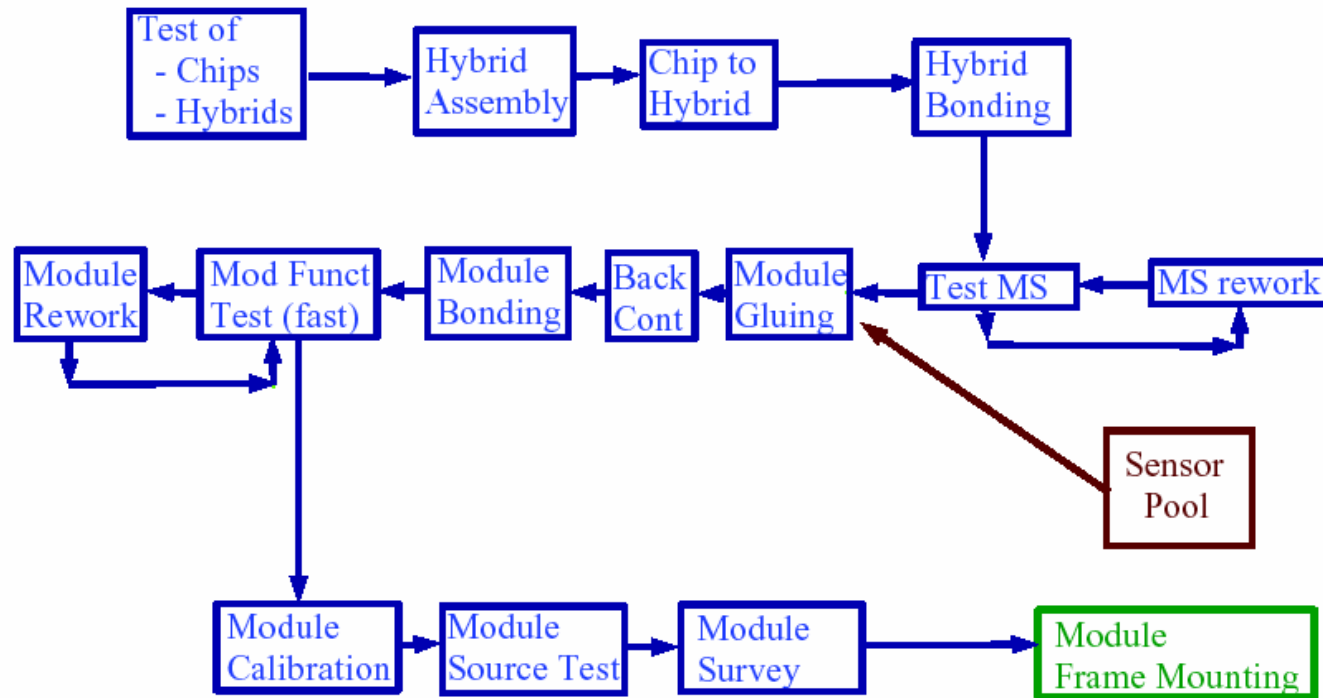 Test of
- Chips
- Hybrids
Hybrid
Assembly
Chip to
Hybrid
Hybrid
Bonding
Module
Rework
Mod Funct
Test (fast)
Module
Bonding
Back
Cont
Module
Gluing
Test MS
MS rework
Sensor
Pool
Module
Calibration
Module
Source Test
Module
Survey
Module
Frame Mounting